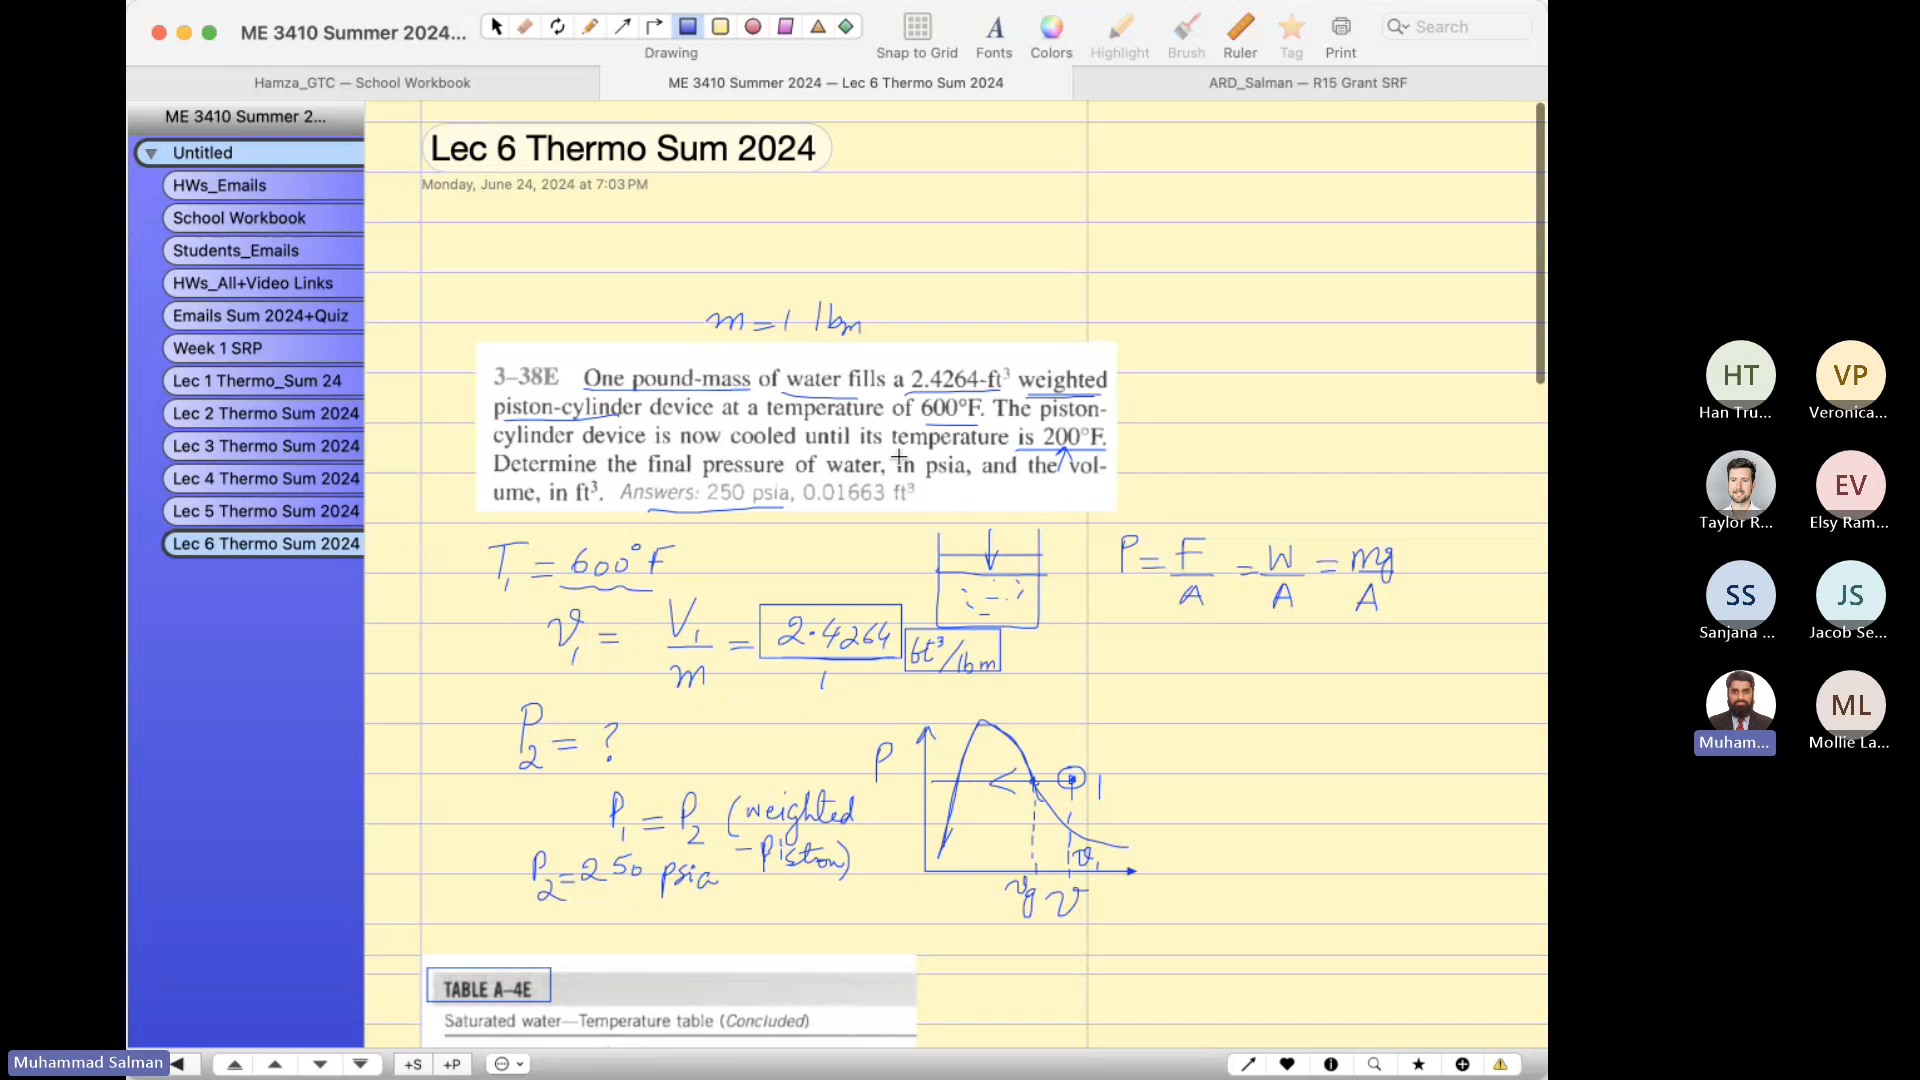 ME 3410 Summer 2024...
Drawing
Snap to Grid
Fonts
Colors
Highlight
Brush
Ruler
Tag
Print
Search
Hamza_GTC — School Workbook
ME 3410 Summer 2024 — Lec 6 Thermo Sum 2024
ARD_Salman — R15 Grant SRF
ME 3410 Summer 2...
Untitled
HWs_Emails
School Workbook
Students_Emails
HWs_All+Video Links
Emails Sum 2024+Quiz
Week 1 SRP
Lec 1 Thermo_Sum 24
Lec 2 Thermo Sum 2024
Lec 3 Thermo Sum 2024
Lec 4 Thermo Sum 2024
Lec 5 Thermo Sum 2024
Lec 6 Thermo Sum 2024
Lec 6 Thermo Sum 2024
Monday, June 24, 2024 at 7:03 PM
m = 1 lbm
3–38E One pound-mass of water fills a 2.4264-ft³ weighted
piston-cylinder device at a temperature of 600°F. The piston-
cylinder device is now cooled until its temperature is 200°F.
Determine the final pressure of water, in psia, and the vol-
ume, in ft³. Answers: 250 psia, 0.01663 ft³
T₁ = 600°F
P = F/A = W/A = mg/A
v₁ = V₁/m = 2.4264/1 ft³/lbm
P₂ = ?
P₁ = P₂ (weighted
- Piston)
P₂ = 250 psia
P
1
v₁
vg v
TABLE A–4E
Saturated water—Temperature table (Concluded)
+S
+P
Muhammad Salman
HT
Han Tru...
VP
Veronica...
Taylor R...
EV
Elsy Ram...
SS
Sanjana ...
JS
Jacob Se...
Muham...
ML
Mollie La...